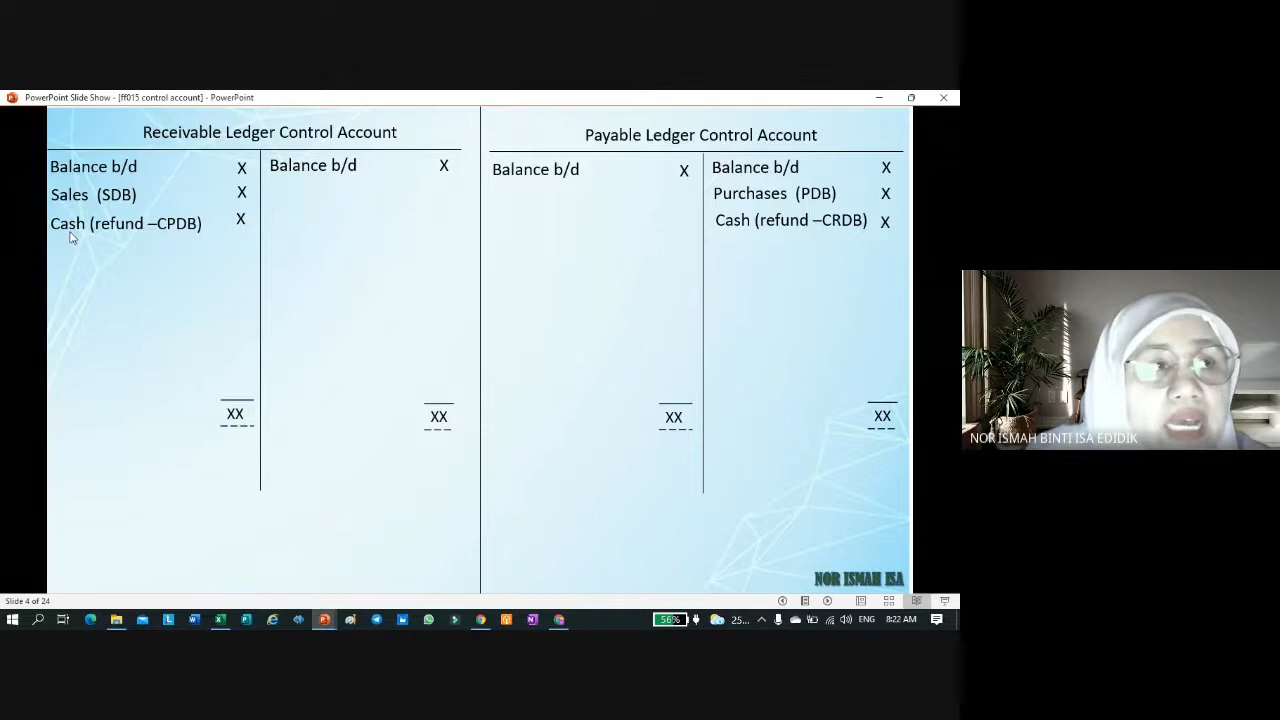 PowerPoint Slide Show - [ff015 control account] - PowerPoint
Receivable Ledger Control Account
Balance b/d X
Sales (SDB) X
Cash (refund –CPDB) X
XX
Balance b/d X
XX
Payable Ledger Control Account
Balance b/d X
XX
Balance b/d X
Purchases (PDB) X
Cash (refund –CRDB) X
XX
NOR ISMAH ISA
NOR ISMAH BINTI ISA EDIDIK
Slide 4 of 24
56%
25...
ENG
8:22 AM